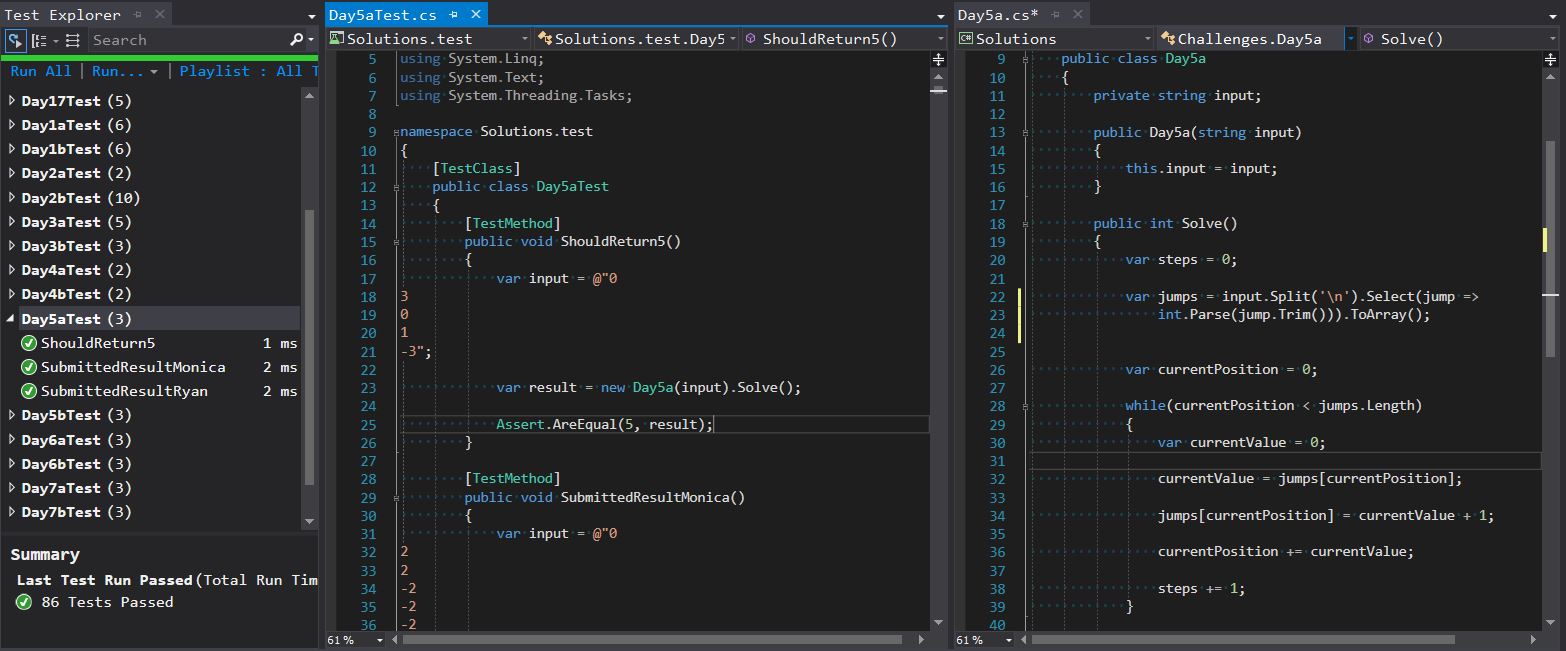 Test Explorer
Search
Run All | Run... | Playlist : All T
Day17Test (5)
Day1aTest (6)
Day1bTest (6)
Day2aTest (2)
Day2bTest (10)
Day3aTest (5)
Day3bTest (3)
Day4aTest (2)
Day4bTest (2)
Day5aTest (3)
ShouldReturn5 1 ms
SubmittedResultMonica 2 ms
SubmittedResultRyan 2 ms
Day5bTest (3)
Day6aTest (3)
Day6bTest (3)
Day7aTest (3)
Day7bTest (3)
Summary
Last Test Run Passed (Total Run Tim
86 Tests Passed
Day5aTest.cs
Solutions.test Solutions.test.Day5 ShouldReturn5()
5 using System.Linq;
6 using System.Text;
7 using System.Threading.Tasks;
8
9 namespace Solutions.test
10 {
11 [TestClass]
12 public class Day5aTest
13 {
14 [TestMethod]
15 public void ShouldReturn5()
16 {
17 var input = @"0
18 3
19 0
20 1
21 -3";
22
23 var result = new Day5a(input).Solve();
24
25 Assert.AreEqual(5, result);
26 }
27
28 [TestMethod]
29 public void SubmittedResultMonica()
30 {
31 var input = @"0
32 2
33 2
34 -2
35 -2
36 -2
61 %
Day5a.cs*
C# Solutions Challenges.Day5a Solve()
9 public class Day5a
10 {
11 private string input;
12
13 public Day5a(string input)
14 {
15 this.input = input;
16 }
17
18 public int Solve()
19 {
20 var steps = 0;
21
22 var jumps = input.Split('\n').Select(jump =>
23 int.Parse(jump.Trim())).ToArray();
24
25
26 var currentPosition = 0;
27
28 while(currentPosition < jumps.Length)
29 {
30 var currentValue = 0;
31
32 currentValue = jumps[currentPosition];
33
34 jumps[currentPosition] = currentValue + 1;
35
36 currentPosition += currentValue;
37
38 steps += 1;
39 }
40
61 %